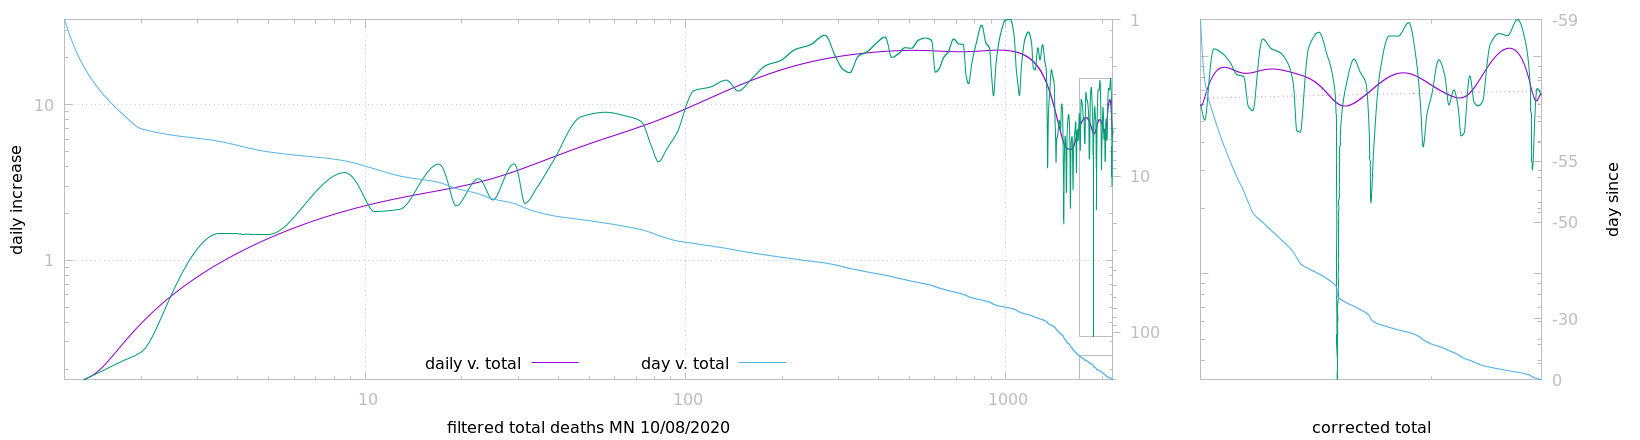 daily increase
10
1
daily v. total
day v. total
10
100
1000
1
10
100
filtered total deaths MN 10/08/2020
-59
-55
-50
-30
0
day since
corrected total